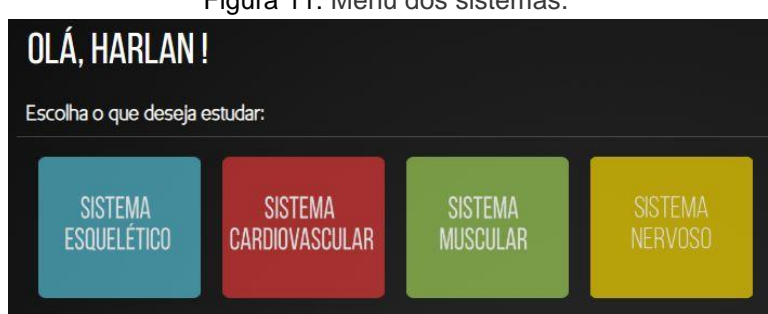 Figura 11. Menu dos sistemas.
OLÁ, HARLAN !
Escolha o que deseja estudar:
SISTEMA
ESQUELÉTICO
SISTEMA
CARDIOVASCULAR
SISTEMA
MUSCULAR
SISTEMA
NERVOSO